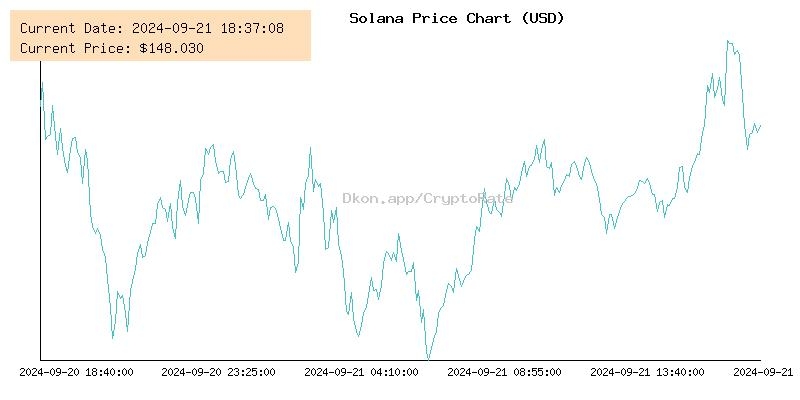 Solana Price Chart (USD)
Current Date: 2024-09-21 18:37:08
Current Price: $148.030
Dkon.app/CryptoRate
2024-09-20 18:40:00 2024-09-20 23:25:00 2024-09-21 04:10:00 2024-09-21 08:55:00 2024-09-21 13:40:00 2024-09-21